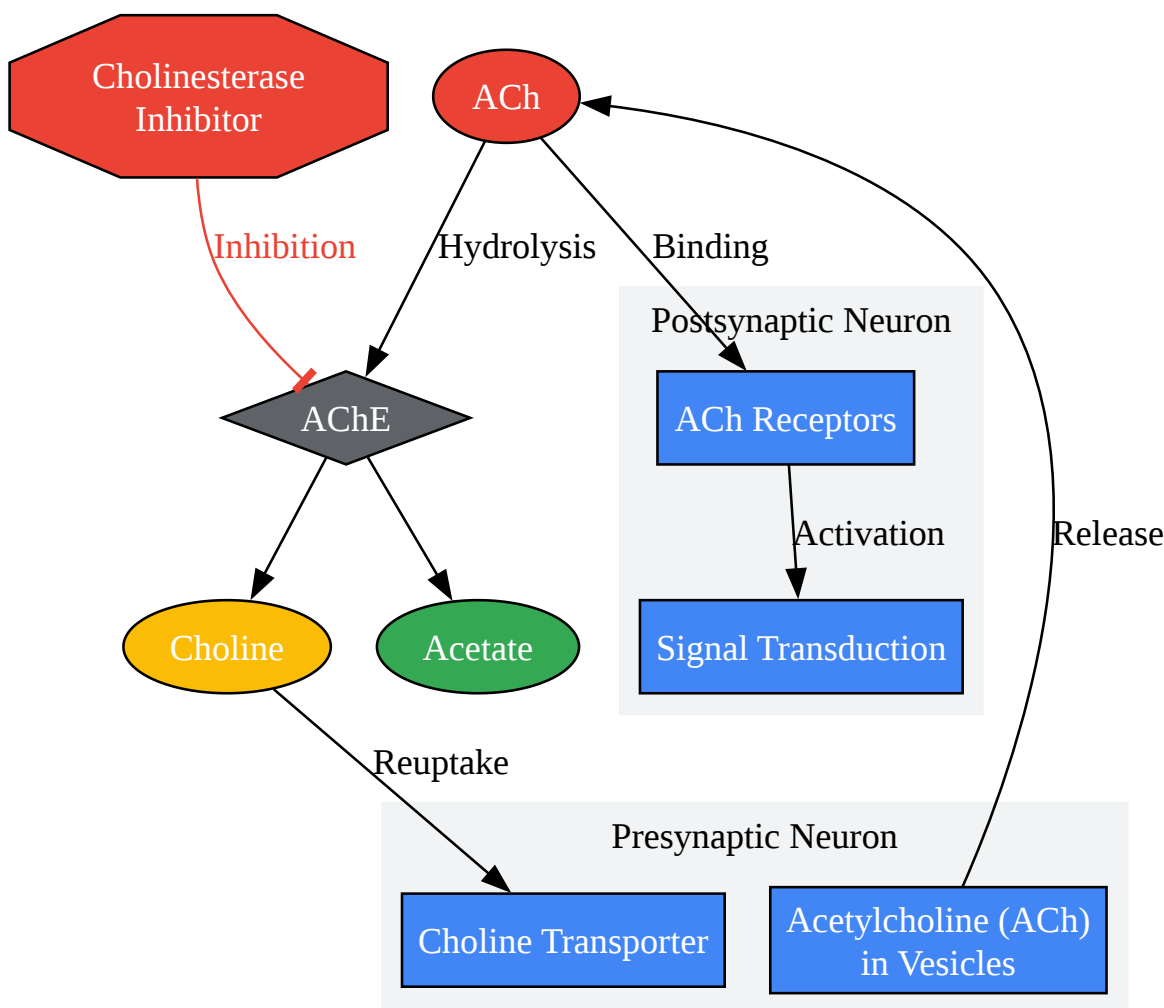 Cholinesterase
Inhibitor
ACh
Inhibition
Hydrolysis
Binding
Postsynaptic Neuron
ACh Receptors
AChE
Activation
Release
Choline
Acetate
Signal Transduction
Reuptake
Presynaptic Neuron
Choline Transporter
Acetylcholine (ACh)
in Vesicles